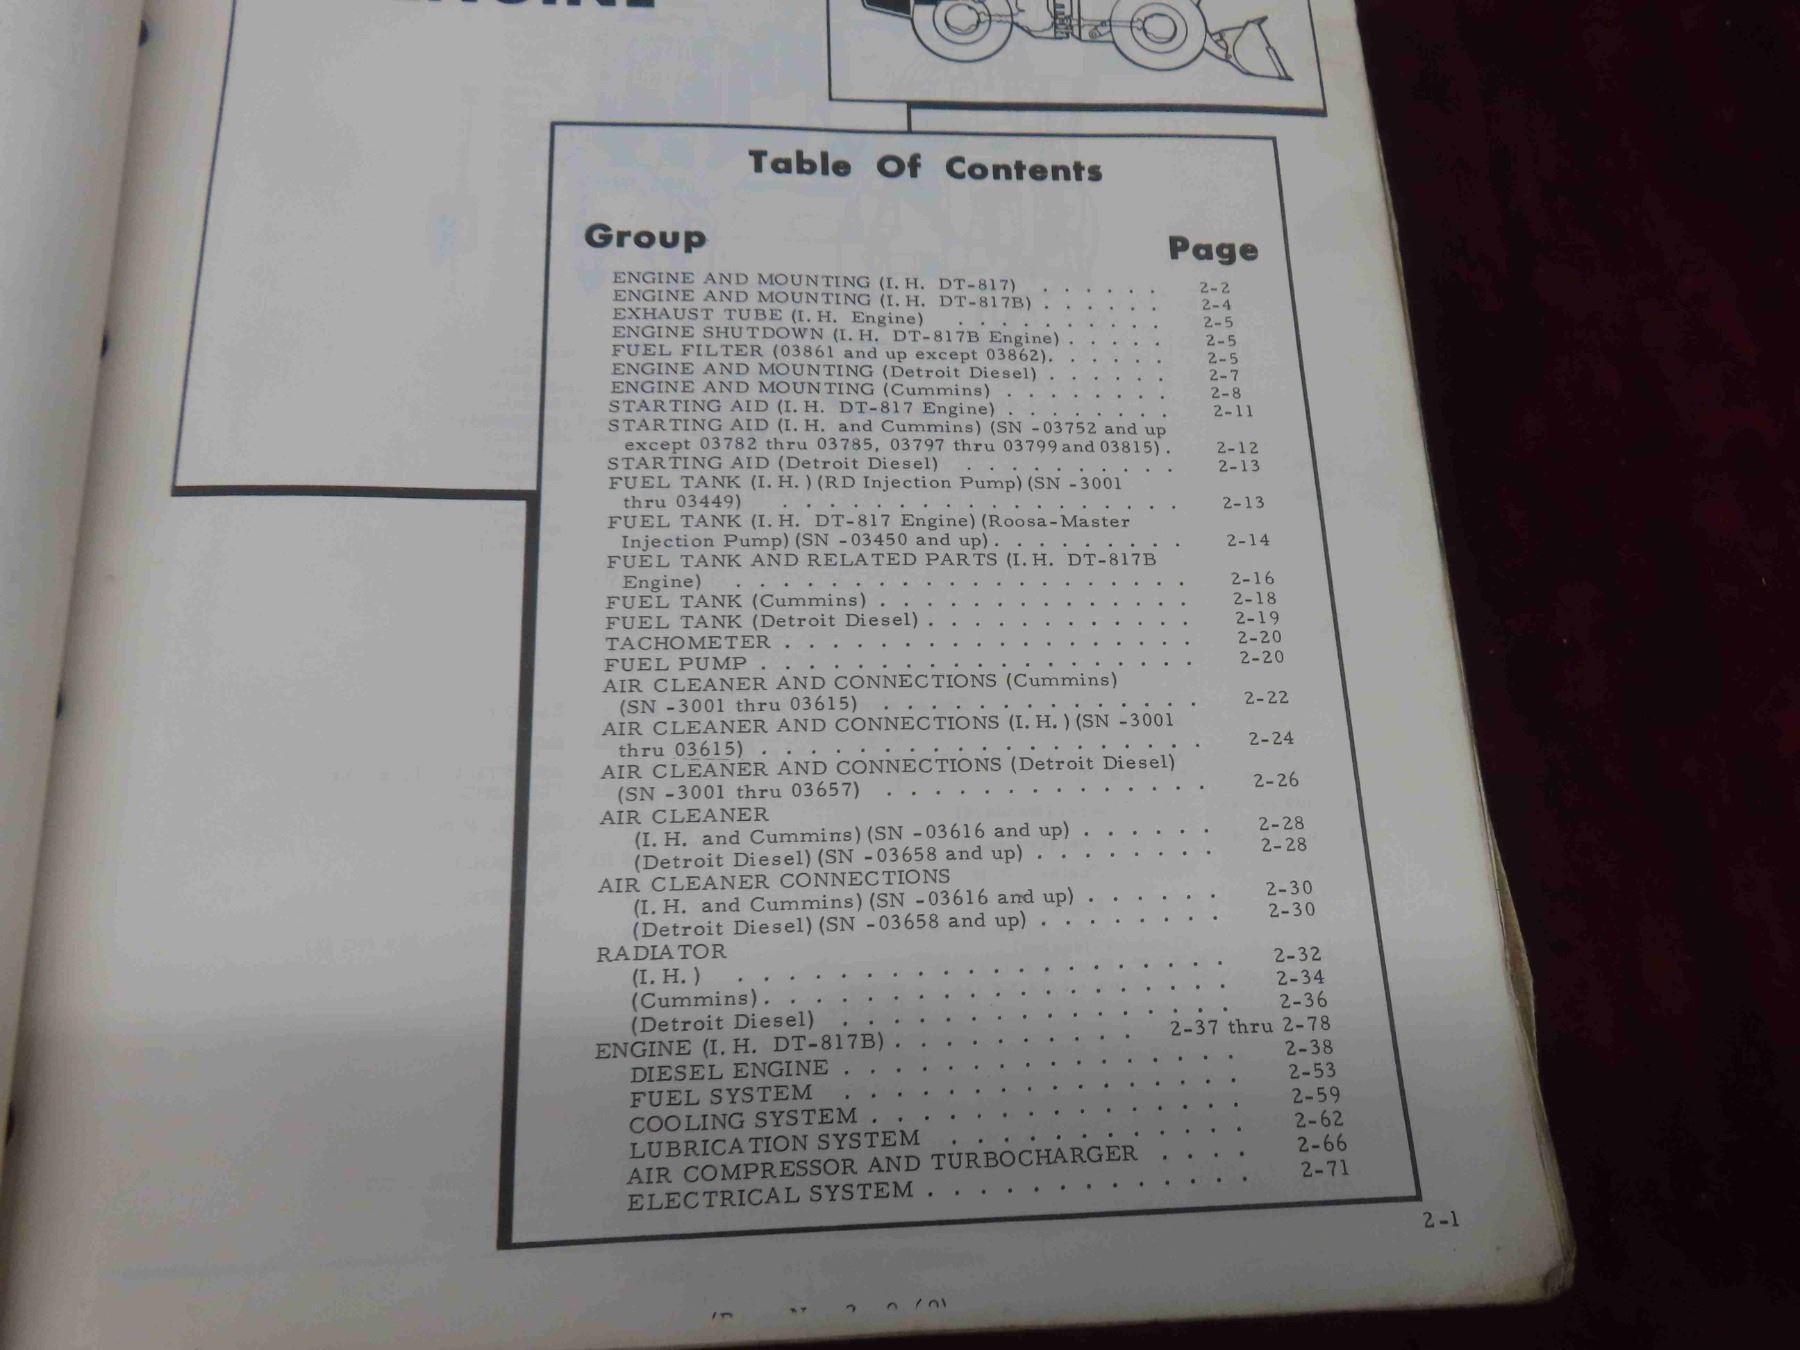 Table Of Contents
Group Page
ENGINE AND MOUNTING (I. H. DT-817) . . . . . . 2-2
ENGINE AND MOUNTING (I. H. DT-817B) . . . . . . 2-4
EXHAUST TUBE (I. H. Engine) . . . . . . . . . . 2-5
ENGINE SHUTDOWN (I. H. DT-817B Engine) . . . . . 2-5
FUEL FILTER (03861 and up except 03862). . . . . . 2-5
ENGINE AND MOUNTING (Detroit Diesel) . . . . . . 2-7
ENGINE AND MOUNTING (Cummins) . . . . . . . . 2-8
STARTING AID (I. H. DT-817 Engine) . . . . . . . . 2-11
STARTING AID (I. H. and Cummins) (SN -03752 and up
except 03782 thru 03785, 03797 thru 03799 and 03815) . 2-12
STARTING AID (Detroit Diesel) . . . . . . . . . . 2-13
FUEL TANK (I. H. ) (RD Injection Pump) (SN -3001
thru 03449) . . . . . . . . . . . . . . . . . 2-13
FUEL TANK (I. H. DT-817 Engine) (Roosa-Master
Injection Pump) (SN -03450 and up) . . . . . . . . . 2-14
FUEL TANK AND RELATED PARTS (I. H. DT-817B
Engine) . . . . . . . . . . . . . . . . . . . 2-16
FUEL TANK (Cummins) . . . . . . . . . . . . . 2-18
FUEL TANK (Detroit Diesel) . . . . . . . . . . . 2-19
TACHOMETER . . . . . . . . . . . . . . . . . 2-20
FUEL PUMP . . . . . . . . . . . . . . . . . . 2-20
AIR CLEANER AND CONNECTIONS (Cummins)
(SN -3001 thru 03615) . . . . . . . . . . . . . 2-22
AIR CLEANER AND CONNECTIONS (I. H. ) (SN -3001
thru 03615) . . . . . . . . . . . . . . . . . 2-24
AIR CLEANER AND CONNECTIONS (Detroit Diesel)
(SN -3001 thru 03657) . . . . . . . . . . . . . 2-26
AIR CLEANER
(I. H. and Cummins) (SN -03616 and up) . . . . . . 2-28
(Detroit Diesel) (SN -03658 and up) . . . . . . . . 2-28
AIR CLEANER CONNECTIONS
(I. H. and Cummins) (SN -03616 and up) . . . . . . 2-30
(Detroit Diesel) (SN -03658 and up) . . . . . . . . 2-30
RADIATOR
(I. H. ) . . . . . . . . . . . . . . . . . . 2-32
(Cummins) . . . . . . . . . . . . . . . . . . 2-34
(Detroit Diesel) . . . . . . . . . . . . . . . 2-36
ENGINE (I. H. DT-817B) . . . . . . . . . . 2-37 thru 2-78
DIESEL ENGINE . . . . . . . . . . . . . . . 2-38
FUEL SYSTEM . . . . . . . . . . . . . . . . 2-53
COOLING SYSTEM . . . . . . . . . . . . . . 2-59
LUBRICATION SYSTEM . . . . . . . . . . . . 2-62
AIR COMPRESSOR AND TURBOCHARGER . . . . 2-66
ELECTRICAL SYSTEM . . . . . . . . . . . . . 2-71
2-1